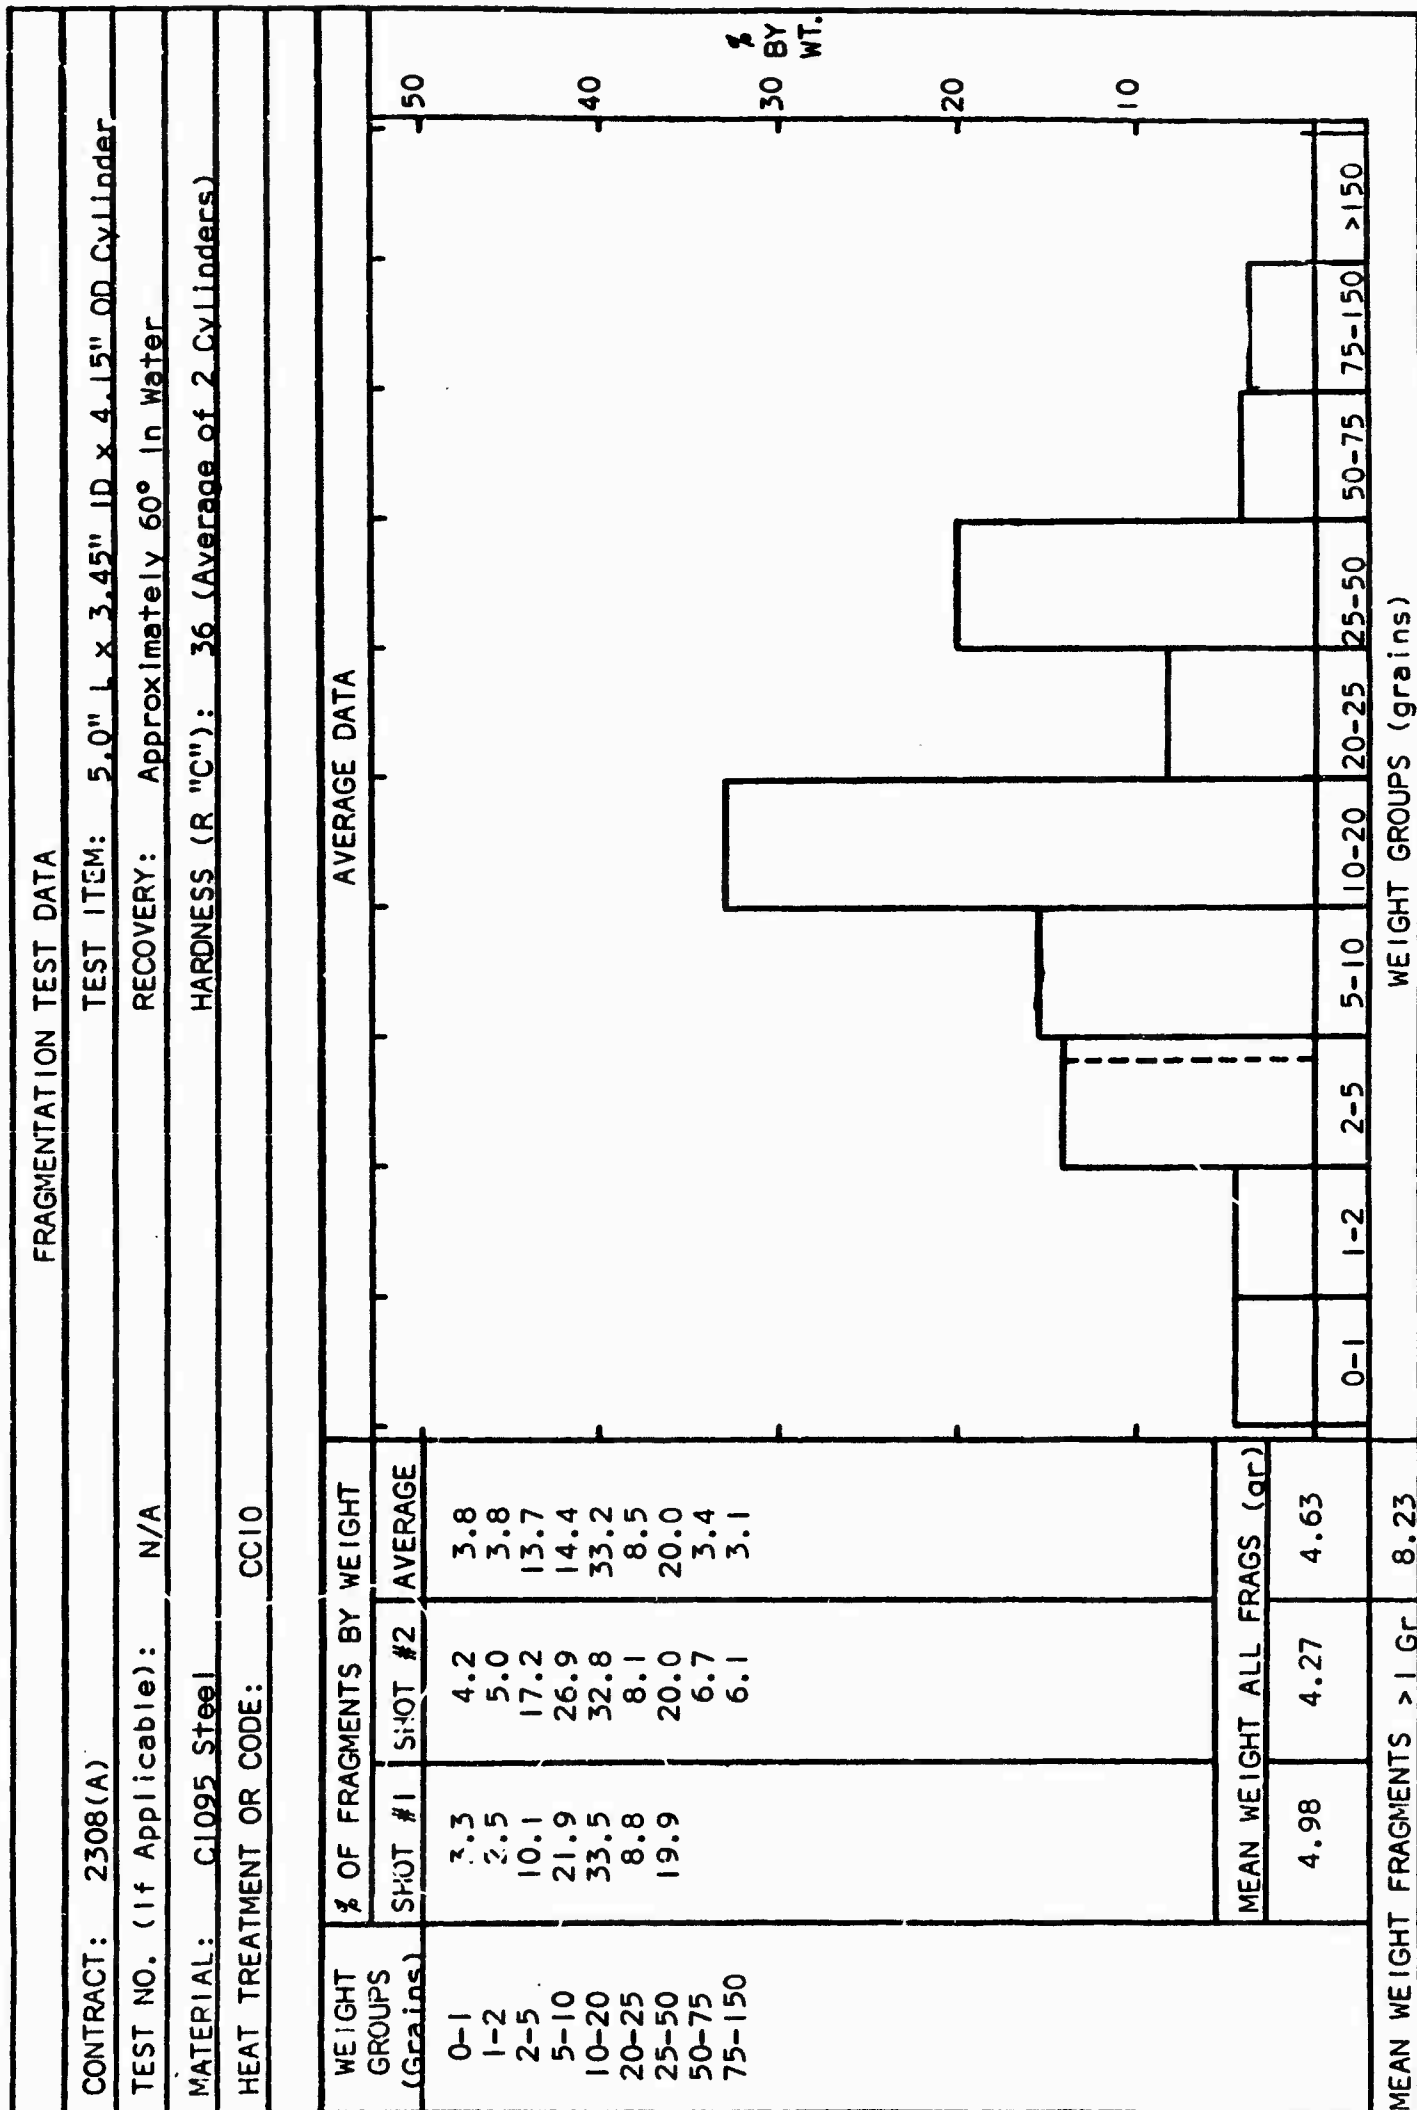 FRAGMENTATION TEST DATA
CONTRACT: 2308(A) TEST ITEM: 5.0" L x 3.45" ID x 4.15" OD Cylinder
TEST NO. (If Applicable): N/A RECOVERY: Approximately 60° In Water
MATERIAL: C1095 Steel HARDNESS (R "C"): 36 (Average of 2 Cylinders)
HEAT TREATMENT OR CODE: CC10
WEIGHT GROUPS (Grains) % OF FRAGMENTS BY WEIGHT AVERAGE DATA
SHOT #1 SHOT #2 AVERAGE
0-1 .3 4.2 3.8
1-2 2.5 5.0 3.8
2-5 10.1 17.2 13.7
5-10 21.9 26.9 14.4
10-20 33.5 32.8 33.2
20-25 8.8 8.1 8.5
25-50 19.9 20.0 20.0
50-75 6.7 3.4
75-150 6.1 3.1
MEAN WEIGHT ALL FRAGS (gr)
4.98 4.27 4.63
MEAN WEIGHT FRAGMENTS >1 Gr 8.23
50
40
30
20
10
% BY WT.
0-1 1-2 2-5 5-10 10-20 20-25 25-50 50-75 75-150 >150
WEIGHT GROUPS (grains)